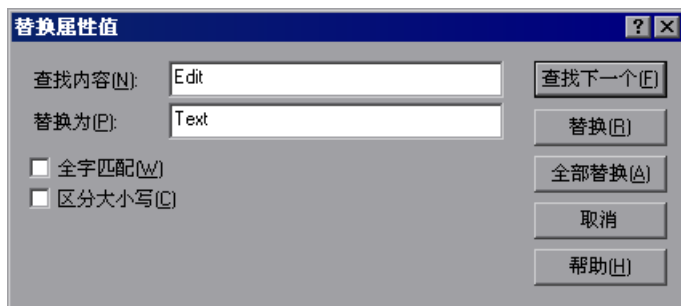 替换属性值
查找内容(N):
Edit
查找下一个(F)
替换为(P):
Text
替换(R)
全字匹配(W)
全部替换(A)
区分大小写(C)
取消
帮助(H)